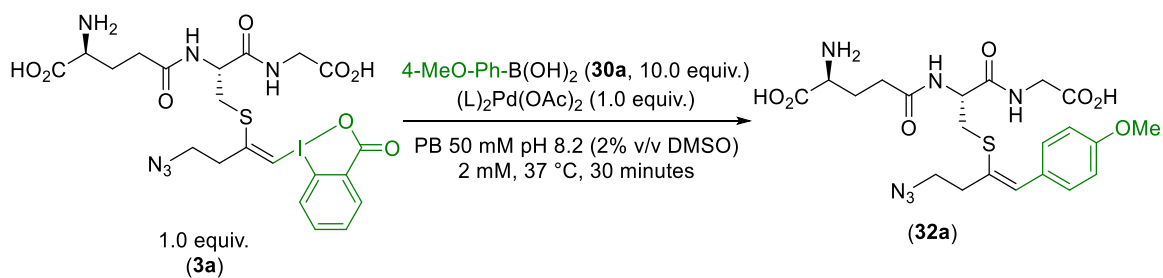 NH₂
HO₂C
O
H
N
O
N
H
CO₂H
S
N₃
I
O
O
1.0 equiv.
(3a)
4-MeO-Ph-B(OH)₂ (30a, 10.0 equiv.)
(L)₂Pd(OAc)₂ (1.0 equiv.)
PB 50 mM pH 8.2 (2% v/v DMSO)
2 mM, 37 °C, 30 minutes
NH₂
HO₂C
O
H
N
O
N
H
CO₂H
S
OMe
N₃
(32a)